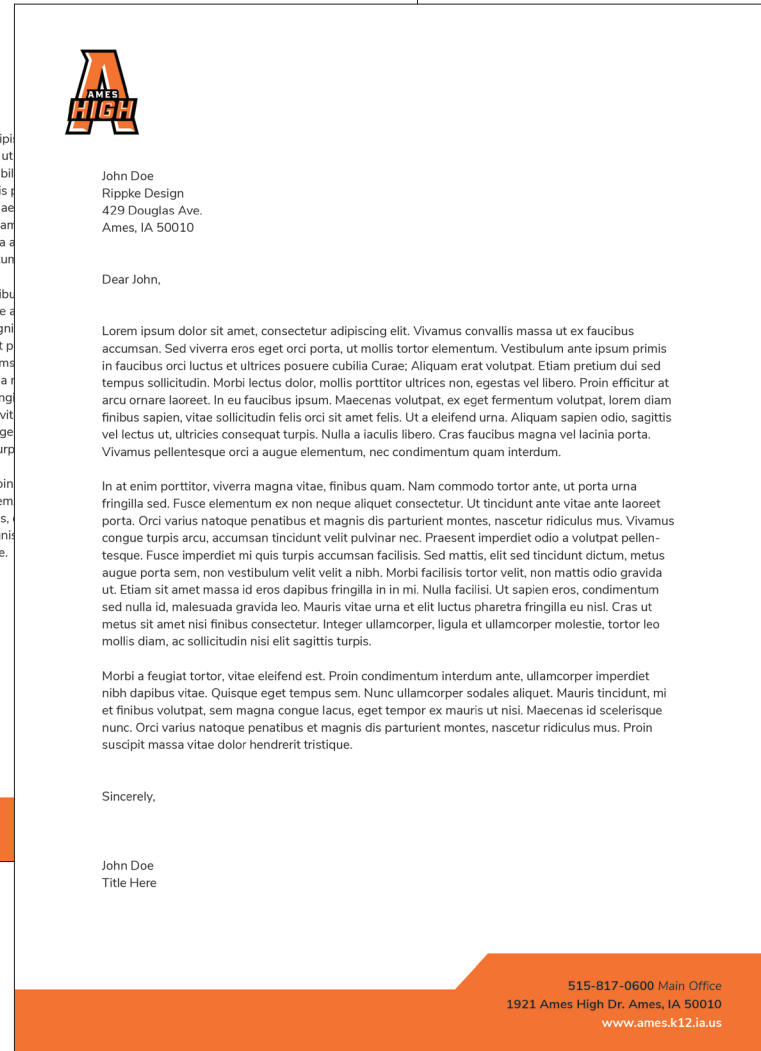 AMES
HIGH
John Doe
Rippke Design
429 Douglas Ave.
Ames, IA 50010
Dear John,
Lorem ipsum dolor sit amet, consectetur adipiscing elit. Vivamus convallis massa ut ex faucibus
accumsan. Sed viverra eros eget orci porta, ut mollis tortor elementum. Vestibulum ante ipsum primis
in faucibus orci luctus et ultrices posuere cubilia Curae; Aliquam erat volutpat. Etiam pretium dui sed
tempus sollicitudin. Morbi lectus dolor, mollis porttitor ultrices non, egestas vel libero. Proin efficitur at
arcu ornare laoreet. In eu faucibus ipsum. Maecenas volutpat, ex eget fermentum volutpat, lorem diam
finibus sapien, vitae sollicitudin felis orci sit amet felis. Ut a eleifend urna. Aliquam sapien odio, sagittis
vel lectus ut, ultricies consequat turpis. Nulla a iaculis libero. Cras faucibus magna vel lacinia porta.
Vivamus pellentesque orci a augue elementum, nec condimentum quam interdum.
In at enim porttitor, viverra magna vitae, finibus quam. Nam commodo tortor ante, ut porta urna
fringilla sed. Fusce elementum ex non neque aliquet consectetur. Ut tincidunt ante vitae ante laoreet
porta. Orci varius natoque penatibus et magnis dis parturient montes, nascetur ridiculus mus. Vivamus
congue turpis arcu, accumsan tincidunt velit pulvinar nec. Praesent imperdiet odio a volutpat pellen-
tesque. Fusce imperdiet mi quis turpis accumsan facilisis. Sed mattis, elit sed tincidunt dictum, metus
augue porta sem, non vestibulum velit velit a nibh. Morbi facilisis tortor velit, non mattis odio gravida
ut. Etiam sit amet massa id eros dapibus fringilla in in mi. Nulla facilisi. Ut sapien eros, condimentum
sed nulla id, malesuada gravida leo. Mauris vitae urna et elit luctus pharetra fringilla eu nisl. Cras ut
metus sit amet nisi finibus consectetur. Integer ullamcorper, ligula et ullamcorper molestie, tortor leo
mollis diam, ac sollicitudin nisi elit sagittis turpis.
Morbi a feugiat tortor, vitae eleifend est. Proin condimentum interdum ante, ullamcorper imperdiet
nibh dapibus vitae. Quisque eget tempus sem. Nunc ullamcorper sodales aliquet. Mauris tincidunt, mi
et finibus volutpat, sem magna congue lacus, eget tempor ex mauris ut nisi. Maecenas id scelerisque
nunc. Orci varius natoque penatibus et magnis dis parturient montes, nascetur ridiculus mus. Proin
suscipit massa vitae dolor hendrerit tristique.
Sincerely,
John Doe
Title Here
515-817-0600 Main Office
1921 Ames High Dr. Ames, IA 50010
www.ames.k12.ia.us